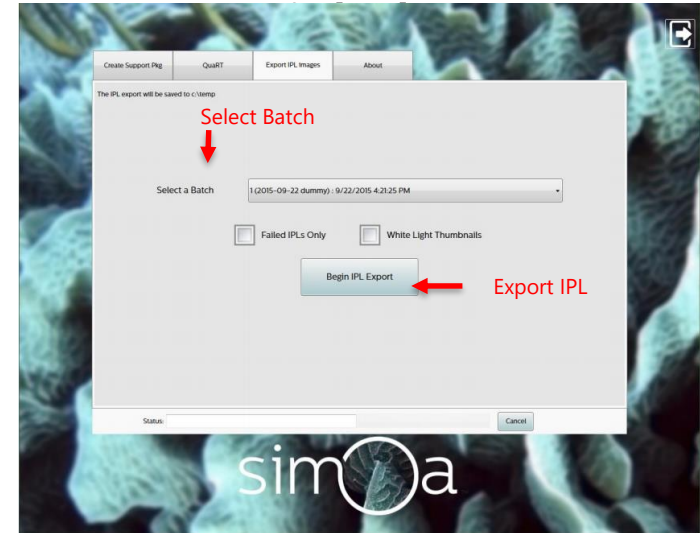 Create Support Pkg QuaRT Export IPL Images About
The IPL export will be saved to c:\temp
Select Batch
Select a Batch 1 (2015-09-22 dummy) : 9/22/2015 4:21:25 PM
Failed IPLs Only White Light Thumbnails
Begin IPL Export
Export IPL
Status: Cancel
simoa